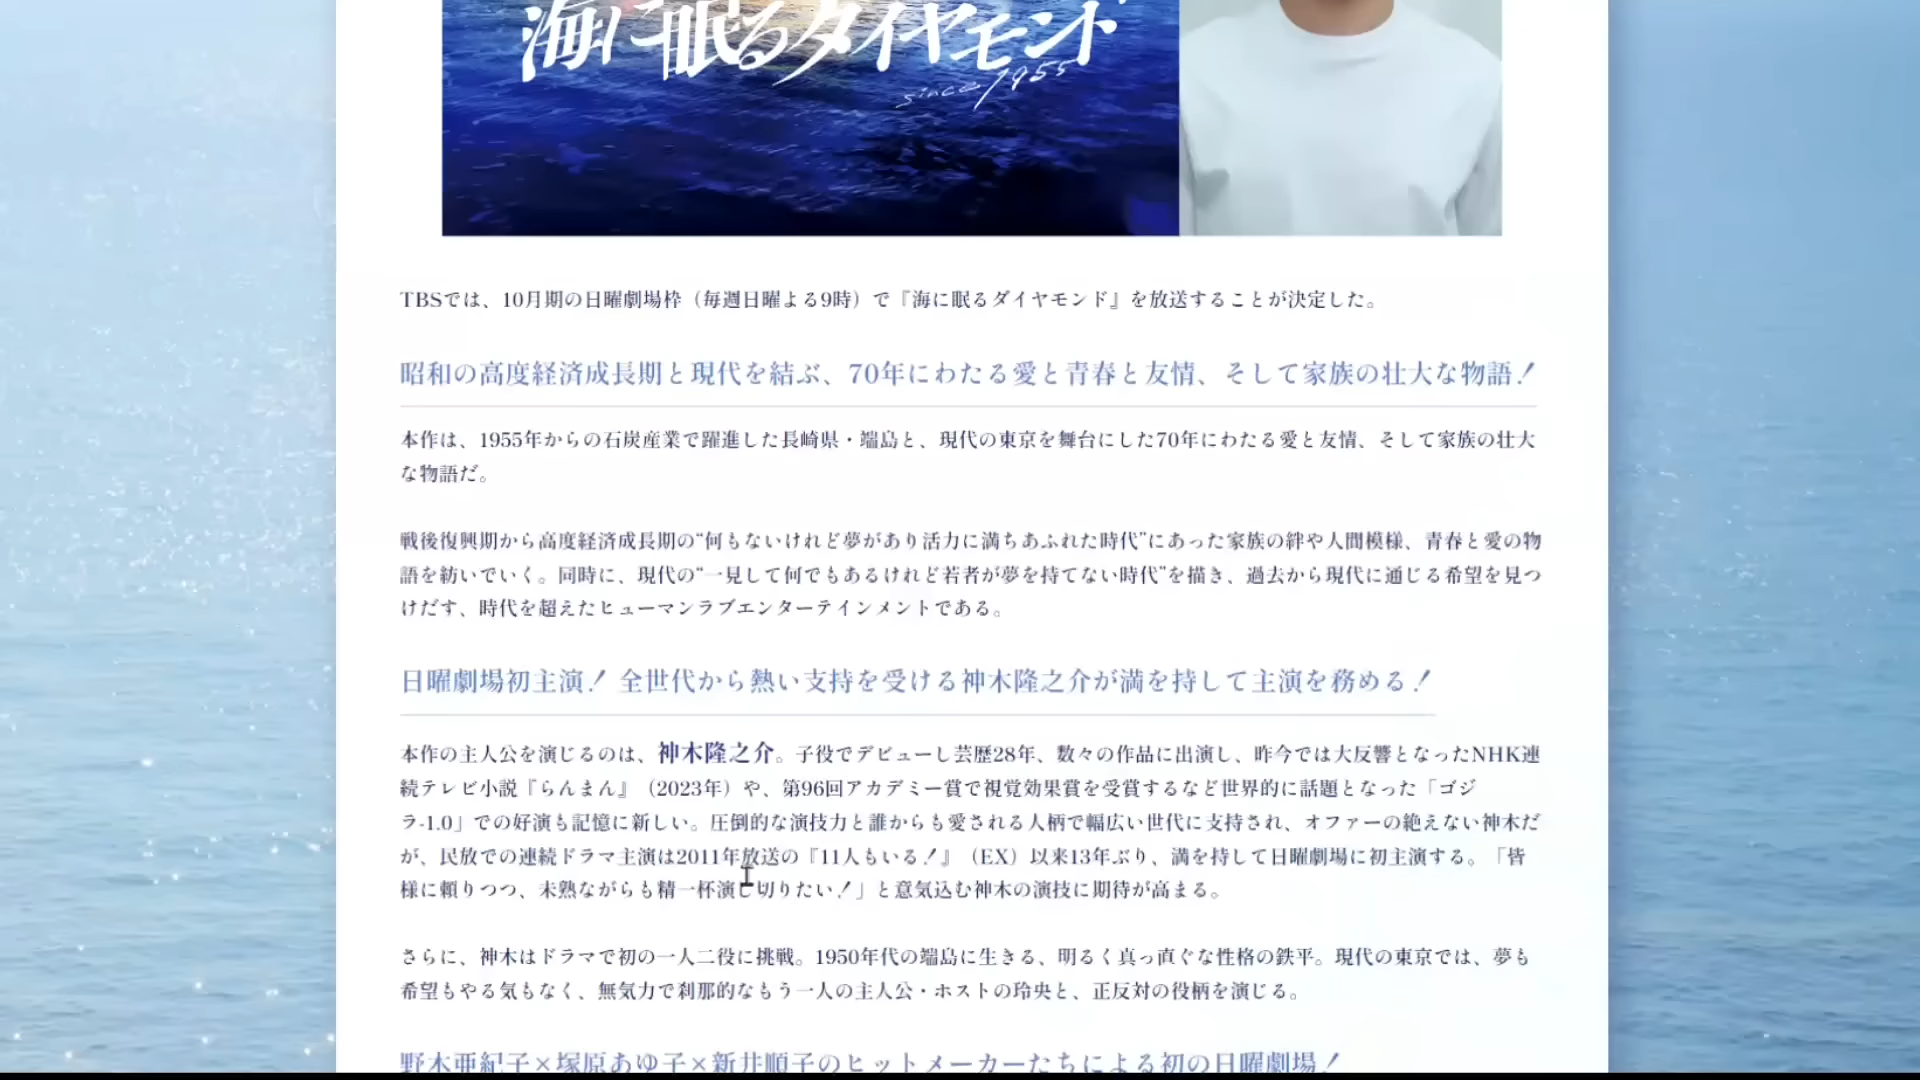 海に眠るダイヤモンド
since 1955
TBSでは、10月期の日曜劇場枠（毎週日曜よる9時）で『海に眠るダイヤモンド』を放送することが決定した。
昭和の高度経済成長期と現代を結ぶ、70年にわたる愛と青春と友情、そして家族の壮大な物語！
本作は、1955年からの石炭産業で躍進した長崎県・端島と、現代の東京を舞台にした70年にわたる愛と友情、そして家族の壮大
な物語だ。
戦後復興期から高度経済成長期の“何もないけれど夢があり活力に満ちあふれた時代”にあった家族の絆や人間模様、青春と愛の物
語を紡いでいく。同時に、現代の“一見して何でもあるけれど若者が夢を持てない時代”を描き、過去から現代に通じる希望を見つ
けだす、時代を超えたヒューマンラブエンターテインメントである。
日曜劇場初主演！ 全世代から熱い支持を受ける神木隆之介が満を持して主演を務める！
本作の主人公を演じるのは、神木隆之介。子役でデビューし芸歴28年、数々の作品に出演し、昨今では大反響となったNHK連
続テレビ小説『らんまん』（2023年）や、第96回アカデミー賞で視覚効果賞を受賞するなど世界的に話題となった「ゴジ
ラ-1.0」での好演も記憶に新しい。圧倒的な演技力と誰からも愛される人柄で幅広い世代に支持され、オファーの絶えない神木だ
が、民放での連続ドラマ主演は2011年放送の『11人もいる！』（EX）以来13年ぶり、満を持して日曜劇場に初主演する。「皆
様に頼りつつ、未熟ながらも精一杯演じ切りたい！」と意気込む神木の演技に期待が高まる。
さらに、神木はドラマで初の一人二役に挑戦。1950年代の端島に生きる、明るく真っ直ぐな性格の鉄平。現代の東京では、夢も
希望もやる気もなく、無気力で刹那的なもう一人の主人公・ホストの玲央と、正反対の役柄を演じる。
野木亜紀子×塚原あゆ子×新井順子のヒットメーカーたちによる初の日曜劇場！